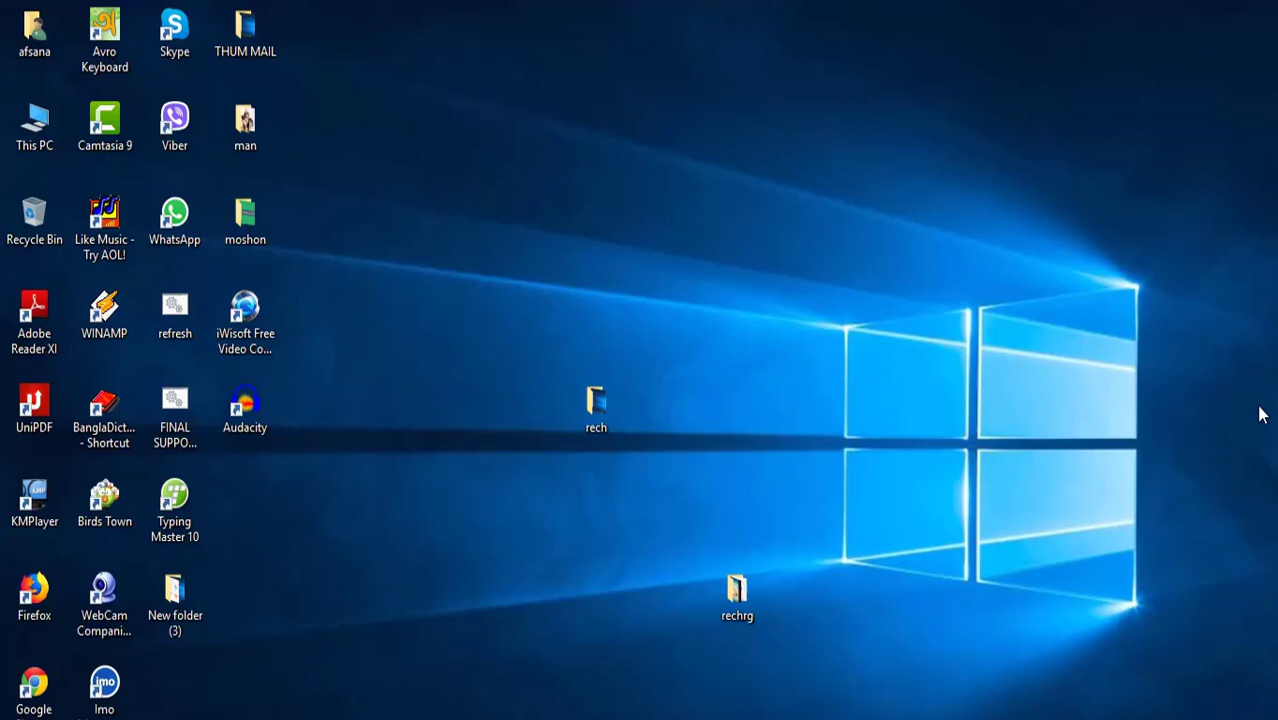 afsana
Avro
Keyboard
Skype
THUM MAIL
This PC
Camtasia 9
Viber
man
Recycle Bin
Like Music -
Try AOL!
WhatsApp
moshon
Adobe
Reader XI
WINAMP
refresh
iWisoft Free
Video Co...
UniPDF
BanglaDict...
- Shortcut
FINAL
SUPPO...
Audacity
rech
KMPlayer
Birds Town
Typing
Master 10
Firefox
WebCam
Compani...
New folder
(3)
rechrg
Google
Imo